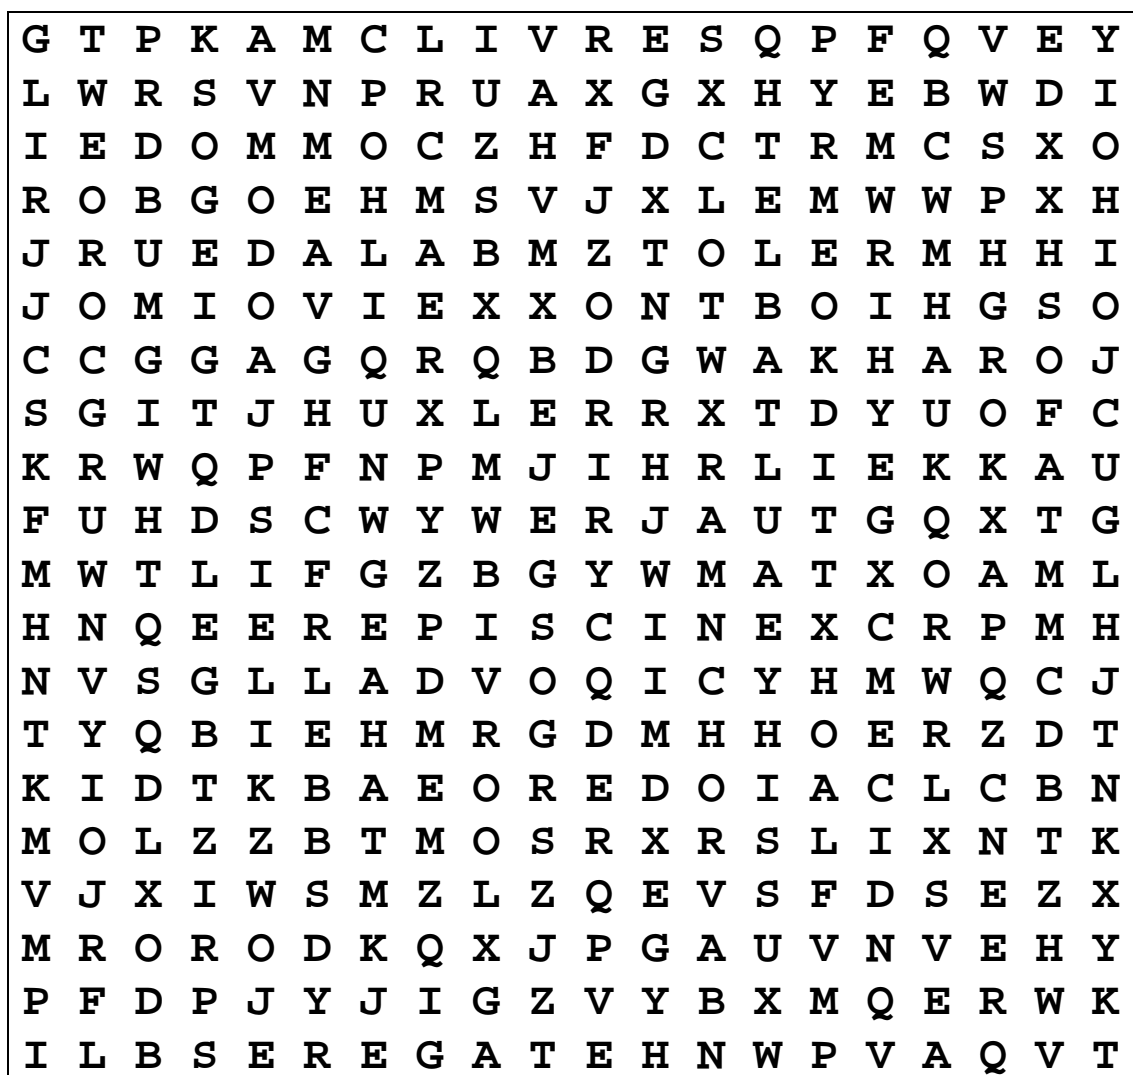 G T P K A M C L I V R E S Q P F Q V E Y
L W R S V N P R U A X G X H Y E B W D I
I E D O M M O C Z H F D C T R M C S X O
R O B G O E H M S V J X L E M W W P X H
J R U E D A L A B M Z T O L E R M H H I
J O M I O V I E X X O N T B O I H G S O
C C G G A G Q R Q B D G W A K H A R O J
S G I T J H U X L E R R X T D Y U O F C
K R W Q P F N P M J I H R L I E K K A U
F U H D S C W Y W E R J A U T G Q X T G
M W T L I F G Z B G Y W M A T X O A M L
H N Q E E R E P I S C I N E X C R P M H
N V S G L L A D V O Q I C Y H M W Q C J
T Y Q B I E H M R G D M H H O E R Z D T
K I D T K B A E O R E D O I A C L C B N
M O L Z Z B T M O S R X R S L I X N T K
V J X I W S M Z L Z Q E V S F D S E Z X
M R O R O D K Q X J P G A U V N V E H Y
P F D P J Y J I G Z V Y B X M Q E R W K
I L B S E R E G A T E H N W P V A Q V T